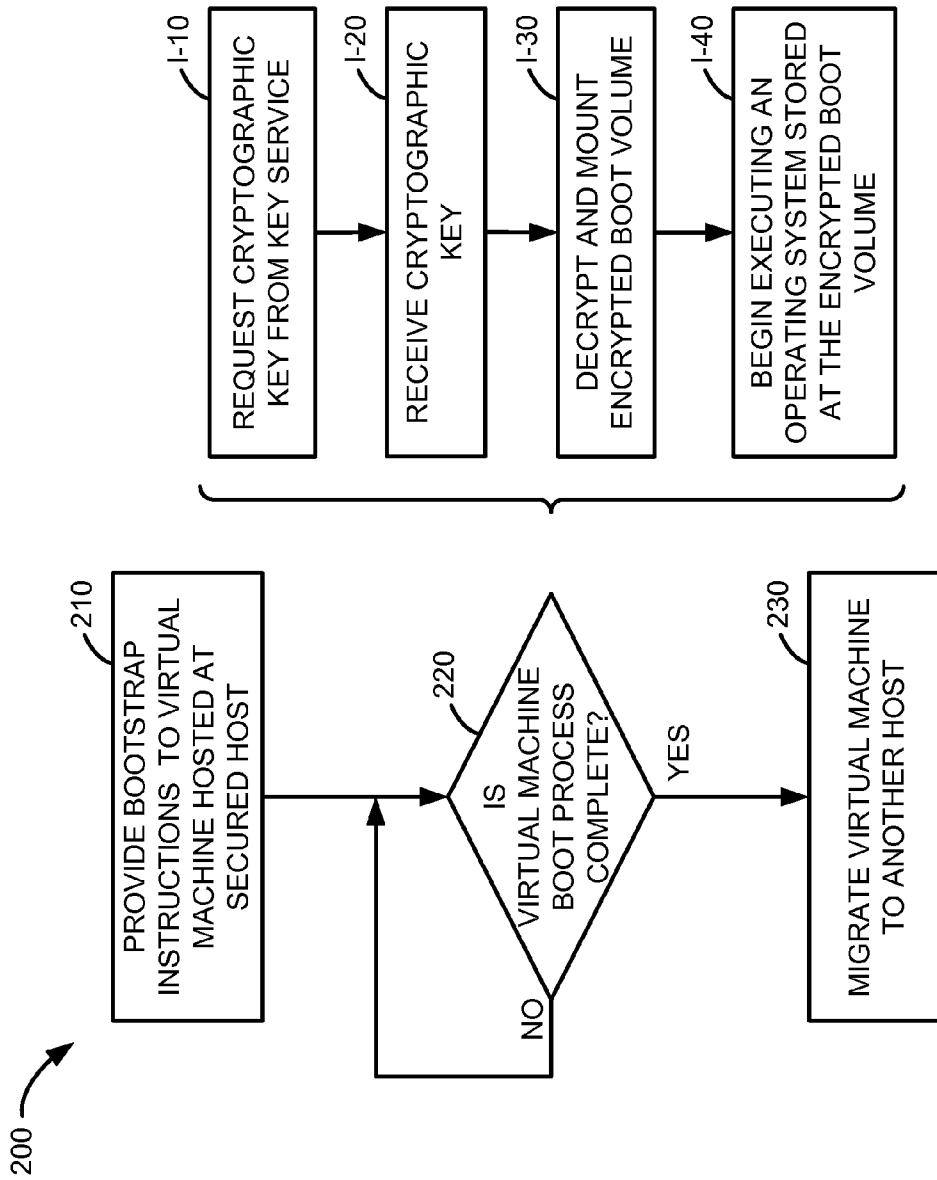 200
210
PROVIDE BOOTSTRAP
INSTRUCTIONS TO VIRTUAL
MACHINE HOSTED AT
SECURED HOST
220
IS
VIRTUAL MACHINE
BOOT PROCESS
COMPLETE?
NO
YES
230
MIGRATE VIRTUAL MACHINE
TO ANOTHER HOST
I-10
REQUEST CRYPTOGRAPHIC
KEY FROM KEY SERVICE
I-20
RECEIVE CRYPTOGRAPHIC
KEY
I-30
DECRYPT AND MOUNT
ENCRYPTED BOOT VOLUME
I-40
BEGIN EXECUTING AN
OPERATING SYSTEM STORED
AT THE ENCRYPTED BOOT
VOLUME